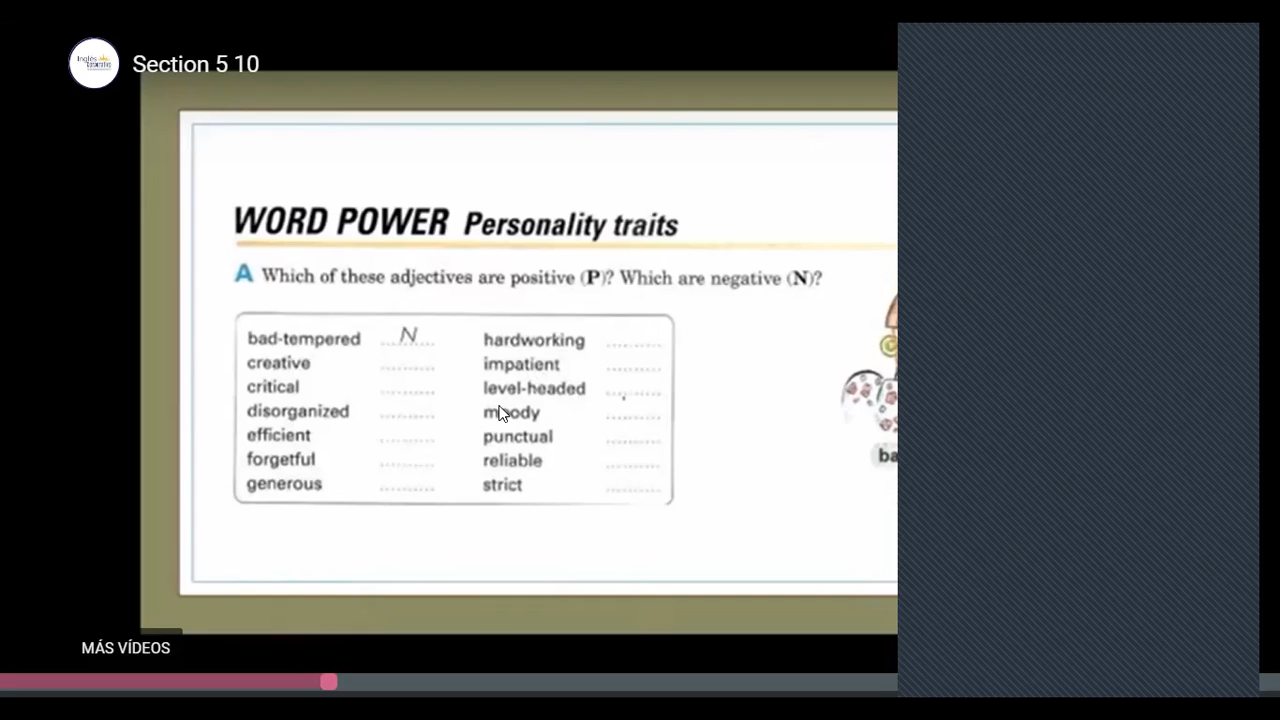 Section 5 10
WORD POWER Personality traits
A Which of these adjectives are positive (P)? Which are negative (N)?
bad-tempered N
creative
critical
disorganized
efficient
forgetful
generous
hardworking
impatient
level-headed
moody
punctual
reliable
strict
ba
MÁS VÍDEOS